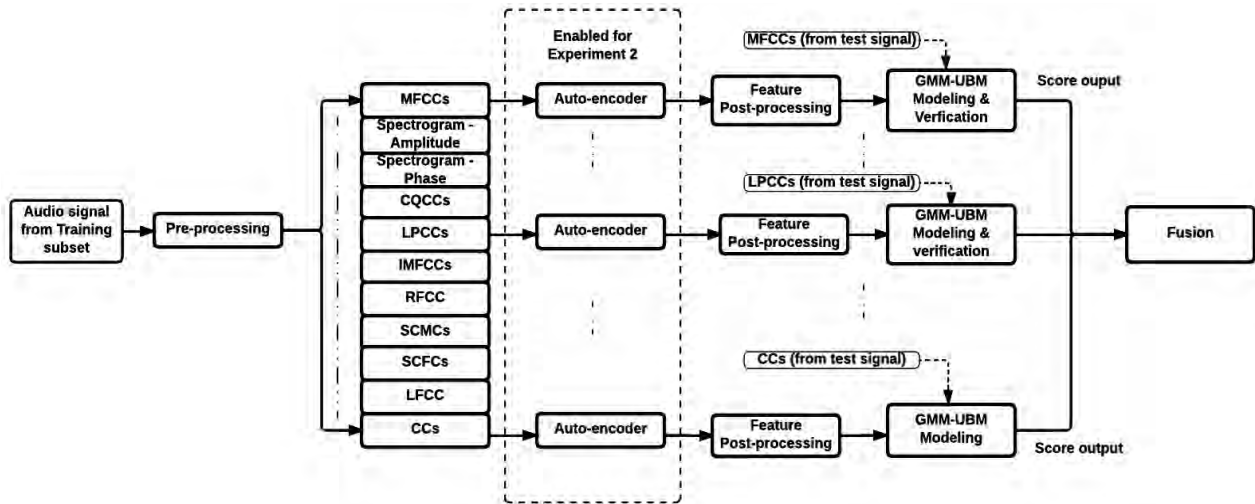 Audio signal
from Training
subset
Pre-processing
MFCCs
Spectrogram -
Amplitude
Spectrogram -
Phase
CQCCs
LPCCs
IMFCCs
RFCC
SCMCs
SCFCs
LFCC
CCs
Enabled for
Experiment 2
Auto-encoder
Auto-encoder
Auto-encoder
Feature
Post-processing
Feature
Post-processing
Feature
Post-processing
MFCCs (from test signal)
GMM-UBM
Modeling &
Verfication
LPCCs (from test signal)
GMM-UBM
Modeling &
verification
CCs (from test signal)
GMM-UBM
Modeling
Score ouput
Score output
Fusion